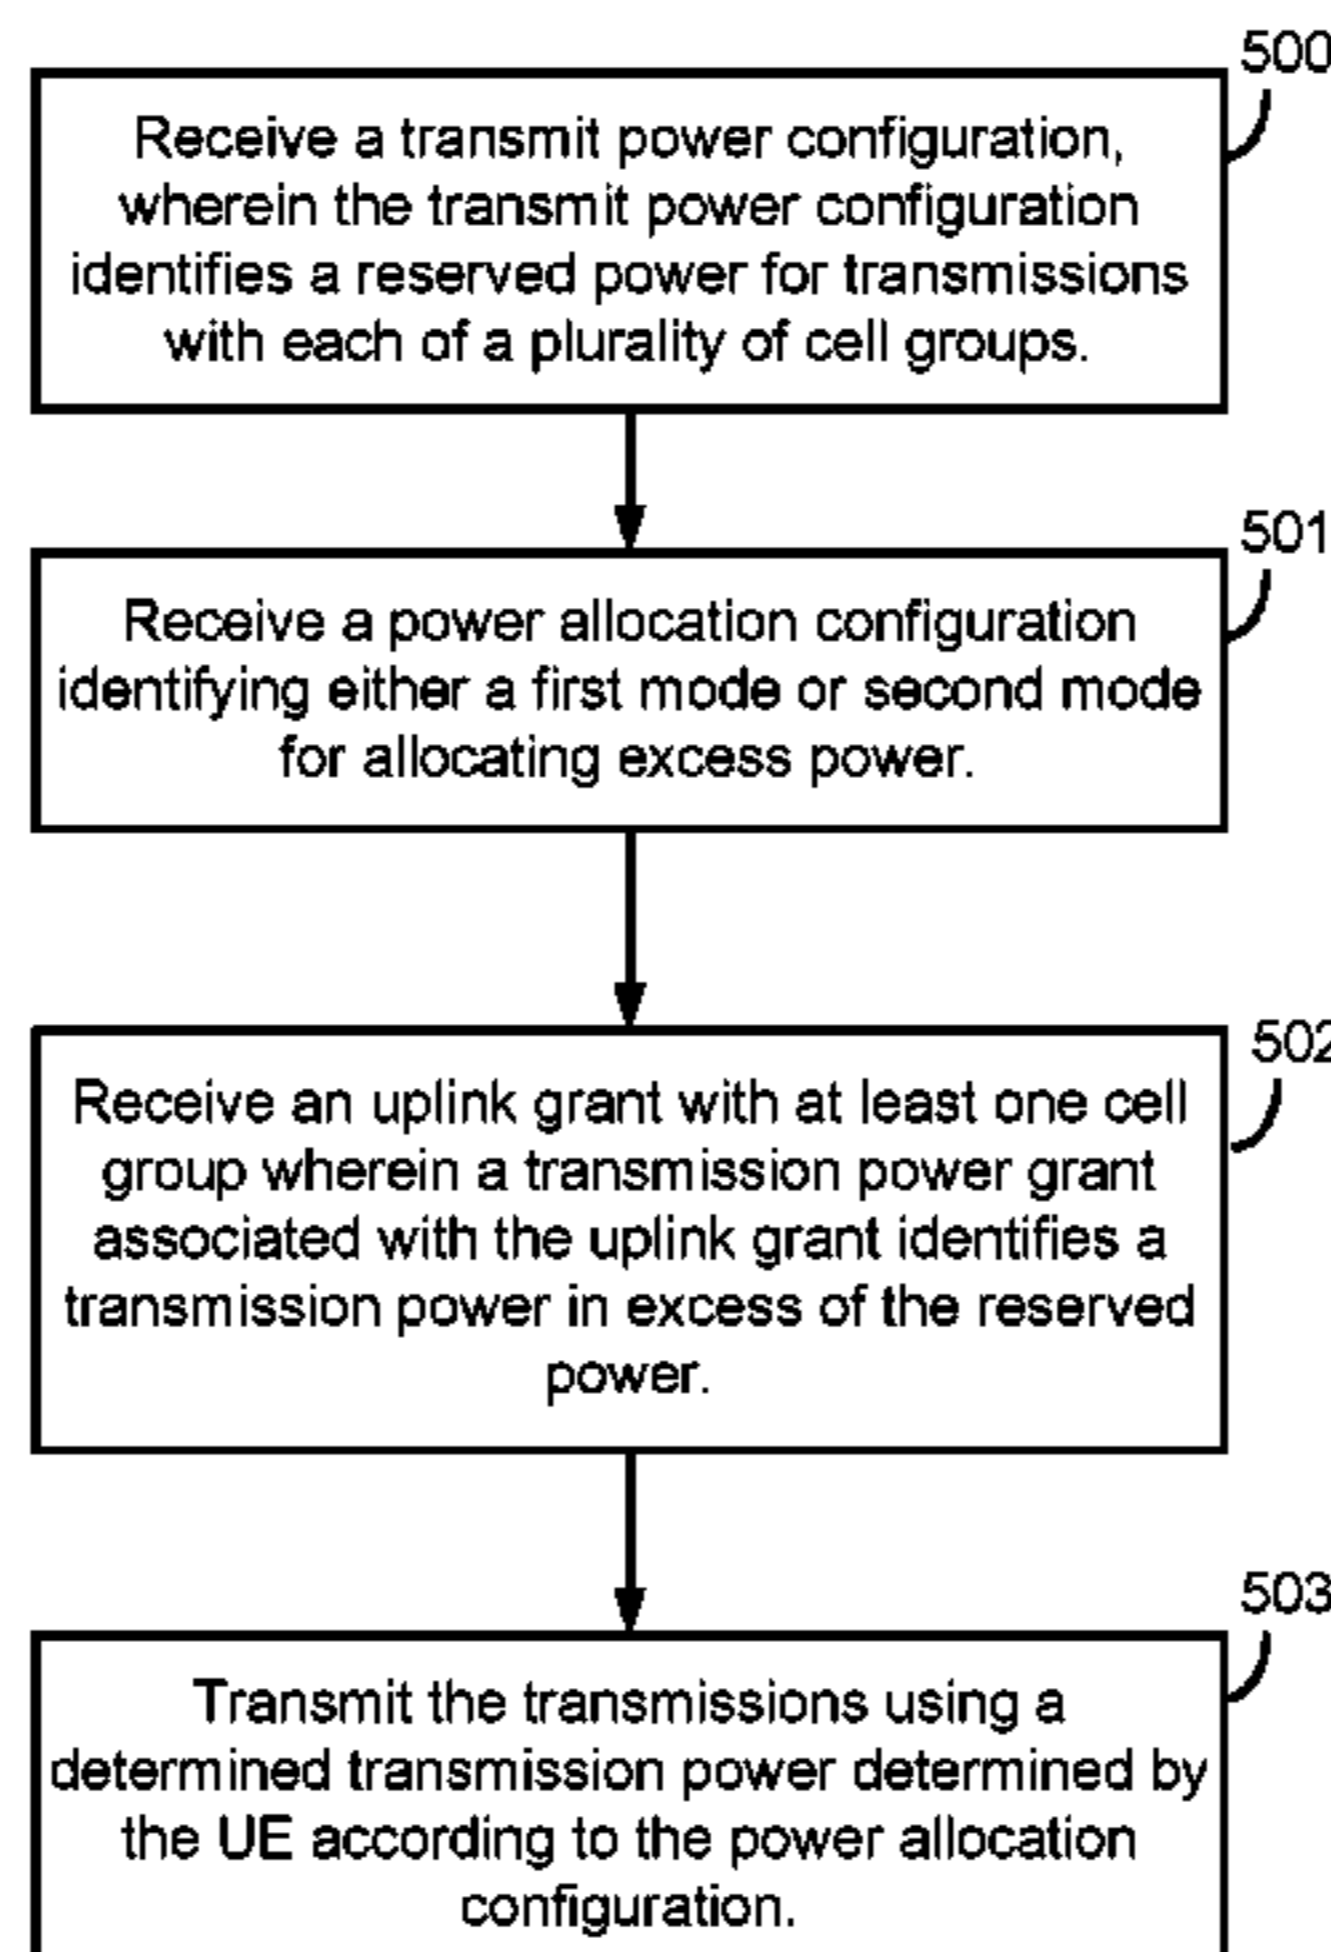 500
Receive a transmit power configuration,
wherein the transmit power configuration
identifies a reserved power for transmissions
with each of a plurality of cell groups.
501
Receive a power allocation configuration
identifying either a first mode or second mode
for allocating excess power.
502
Receive an uplink grant with at least one cell
group wherein a transmission power grant
associated with the uplink grant identifies a
transmission power in excess of the reserved
power.
503
Transmit the transmissions using a
determined transmission power determined by
the UE according to the power allocation
configuration.